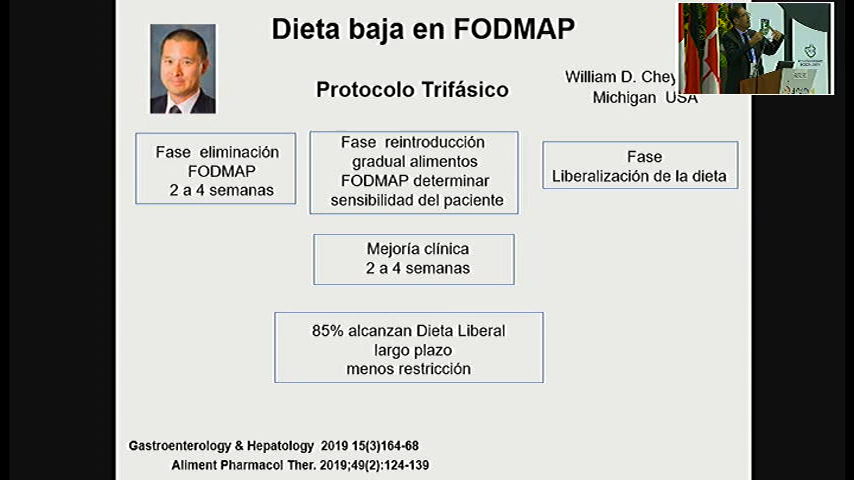 Dieta baja en FODMAP
Protocolo Trifásico
William D. Chey
Michigan USA
Fase eliminación
FODMAP
2 a 4 semanas
Fase reintroducción
gradual alimentos
FODMAP determinar
sensibilidad del paciente
Fase
Liberalización de la dieta
Mejoría clínica
2 a 4 semanas
85% alcanzan Dieta Liberal
largo plazo
menos restricción
Gastroenterology & Hepatology 2019 15(3)164-68
Aliment Pharmacol Ther. 2019;49(2):124-139